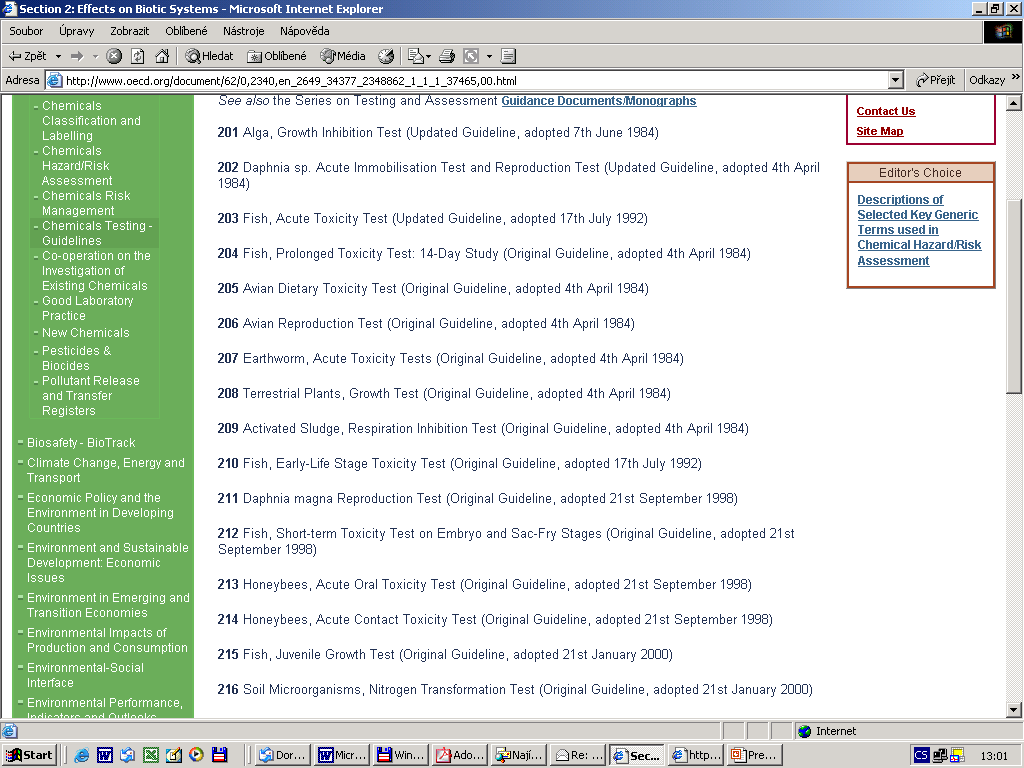 Section 2: Effects on Biotic Systems - Microsoft Internet Explorer
Soubor Úpravy Zobrazit Oblíbené Nástroje Nápověda
Zpět Hledat Oblíbené Média
Adresa http://www.oecd.org/document/62/0,2340,en_2649_34377_2348862_1_1_1_37465,00.html Přejít Odkazy »
- Chemicals
Classification and
Labelling
- Chemicals
Hazard/Risk
Assessment
- Chemicals Risk
Management
- Chemicals Testing -
Guidelines
- Co-operation on the
Investigation of
Existing Chemicals
- Good Laboratory
Practice
- New Chemicals
- Pesticides &
Biocides
- Pollutant Release
and Transfer
Registers
- Biosafety - BioTrack
- Climate Change, Energy and
Transport
- Economic Policy and the
Environment in Developing
Countries
- Environment and Sustainable
Development: Economic
Issues
- Environment in Emerging and
Transition Economies
- Environmental Impacts of
Production and Consumption
- Environmental-Social
Interface
- Environmental Performance,
Indicators and Outlooks
See also the Series on Testing and Assessment Guidance Documents/Monographs
201 Alga, Growth Inhibition Test (Updated Guideline, adopted 7th June 1984)
202 Daphnia sp. Acute Immobilisation Test and Reproduction Test (Updated Guideline, adopted 4th April
1984)
203 Fish, Acute Toxicity Test (Updated Guideline, adopted 17th July 1992)
204 Fish, Prolonged Toxicity Test: 14-Day Study (Original Guideline, adopted 4th April 1984)
205 Avian Dietary Toxicity Test (Original Guideline, adopted 4th April 1984)
206 Avian Reproduction Test (Original Guideline, adopted 4th April 1984)
207 Earthworm, Acute Toxicity Tests (Original Guideline, adopted 4th April 1984)
208 Terrestrial Plants, Growth Test (Original Guideline, adopted 4th April 1984)
209 Activated Sludge, Respiration Inhibition Test (Original Guideline, adopted 4th April 1984)
210 Fish, Early-Life Stage Toxicity Test (Original Guideline, adopted 17th July 1992)
211 Daphnia magna Reproduction Test (Original Guideline, adopted 21st September 1998)
212 Fish, Short-term Toxicity Test on Embryo and Sac-Fry Stages (Original Guideline, adopted 21st
September 1998)
213 Honeybees, Acute Oral Toxicity Test (Original Guideline, adopted 21st September 1998)
214 Honeybees, Acute Contact Toxicity Test (Original Guideline, adopted 21st September 1998)
215 Fish, Juvenile Growth Test (Original Guideline, adopted 21st January 2000)
216 Soil Microorganisms, Nitrogen Transformation Test (Original Guideline, adopted 21st January 2000)
Contact Us
Site Map
Editor's Choice
Descriptions of
Selected Key Generic
Terms used in
Chemical Hazard/Risk
Assessment
Internet
Start Dor... Micr... Win... Ado... Nají... Re: ... Sec... http... Pre... CS 13:01